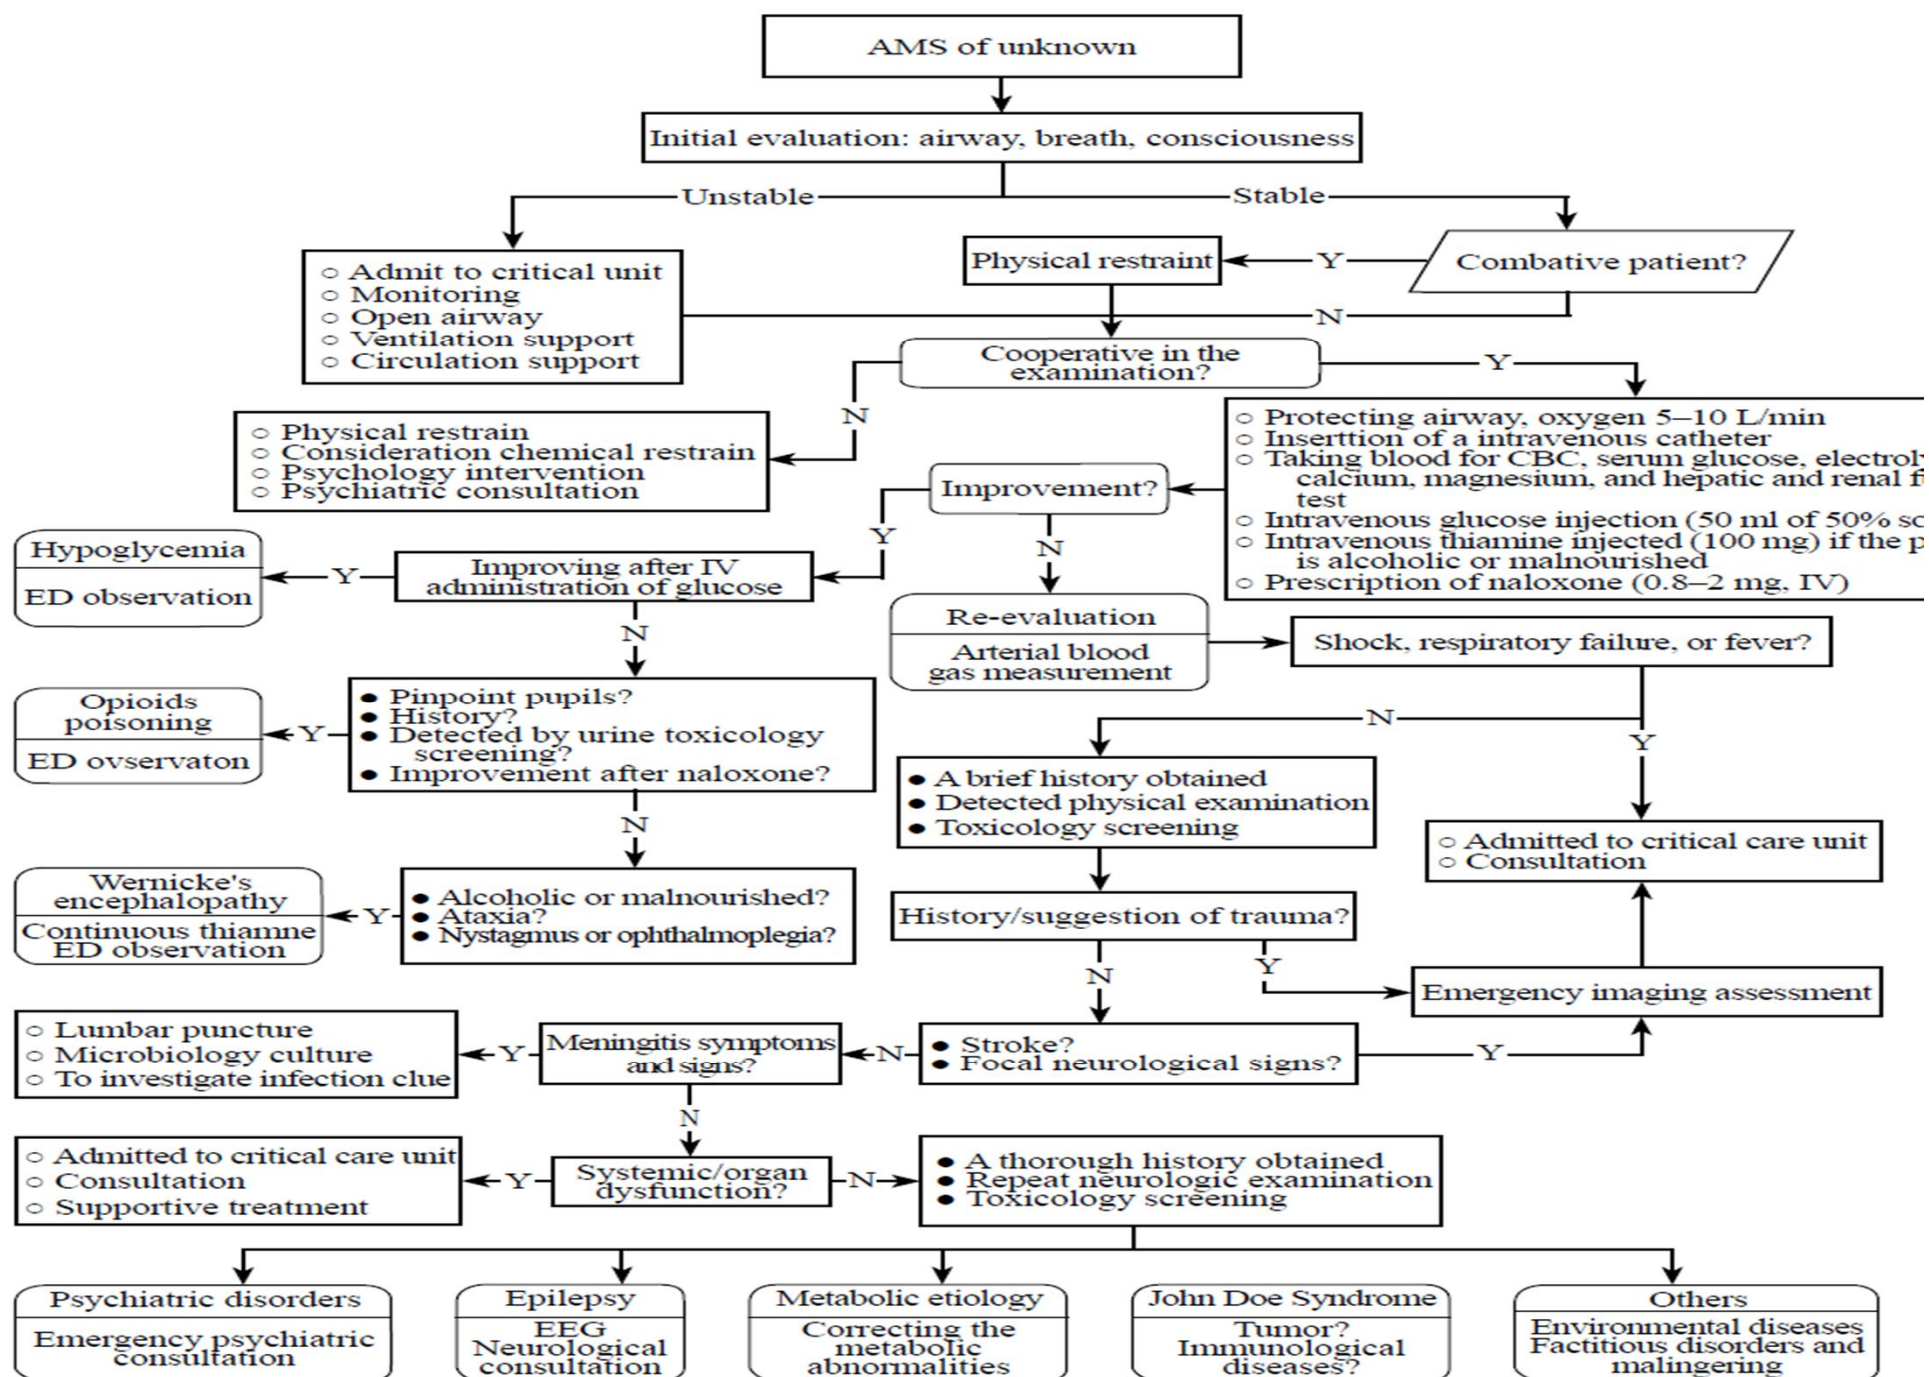 AMS of unknown
Initial evaluation: airway, breath, consciousness
Unstable
Stable
Physical restraint
Y
Combative patient?
○ Admit to critical unit
○ Monitoring
○ Open airway
○ Ventilation support
○ Circulation support
N
Cooperative in the
examination?
Y
N
○ Physical restrain
○ Consideration chemical restrain
○ Psychology intervention
○ Psychiatric consultation
○ Protecting airway, oxygen 5–10 L/min
○ Inserttion of a intravenous catheter
○ Taking blood for CBC, serum glucose, electroly
calcium, magnesium, and hepatic and renal fu
test
○ Intravenous glucose injection (50 ml of 50% so
○ Intravenous thiamine injected (100 mg) if the p
is alcoholic or malnourished
○ Prescription of naloxone (0.8–2 mg, IV)
Improvement?
Y
N
Hypoglycemia
ED observation
Y
Improving after IV
administration of glucose
N
Re-evaluation
Arterial blood
gas measurement
Shock, respiratory failure, or fever?
Opioids
poisoning
ED ovservaton
Y
● Pinpoint pupils?
● History?
● Detected by urine toxicology
screening?
● Improvement after naloxone?
N
N
Y
● A brief history obtained
● Detected physical examination
● Toxicology screening
○ Admitted to critical care unit
○ Consultation
Wernicke's
encephalopathy
Continuous thiamne
ED observation
Y
● Alcoholic or malnourished?
● Ataxia?
● Nystagmus or ophthalmoplegia?
History/suggestion of trauma?
N
Y
Emergency imaging assessment
○ Lumbar puncture
○ Microbiology culture
○ To investigate infection clue
Y
Meningitis symptoms
and signs?
N
● Stroke?
● Focal neurological signs?
Y
N
○ Admitted to critical care unit
○ Consultation
○ Supportive treatment
Y
Systemic/organ
dysfunction?
N
● A thorough history obtained
● Repeat neurologic examination
● Toxicology screening
Psychiatric disorders
Emergency psychiatric
consultation
Epilepsy
EEG
Neurological
consultation
Metabolic etiology
Correcting the
metabolic
abnormalities
John Doe Syndrome
Tumor?
Immunological
diseases?
Others
Environmental diseases
Factitious disorders and
malingering